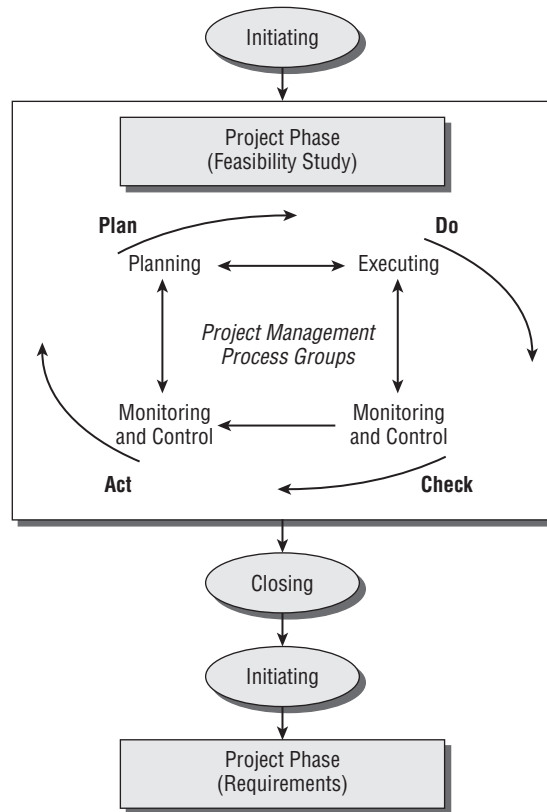 Initiating
Project Phase
(Feasibility Study)
Plan
Do
Planning
Executing
Project Management
Process Groups
Monitoring
and Control
Monitoring
and Control
Act
Check
Closing
Initiating
Project Phase
(Requirements)